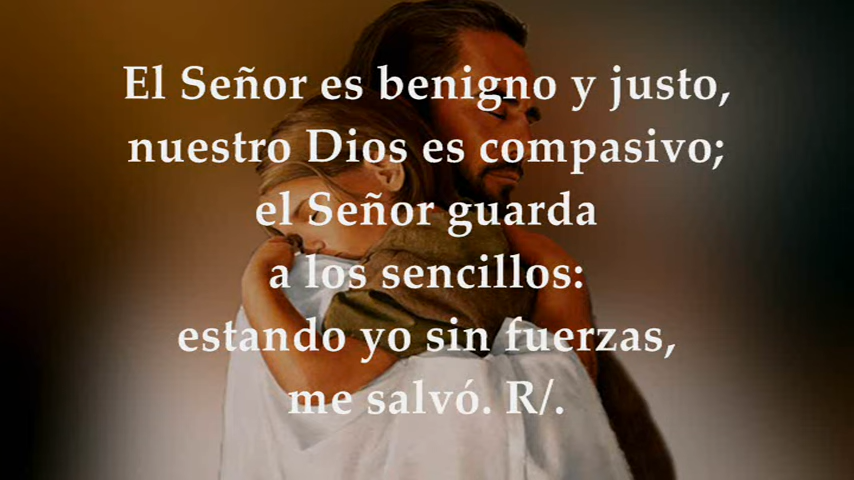 El Señor es benigno y justo,
nuestro Dios es compasivo;
el Señor guarda
a los sencillos:
estando yo sin fuerzas,
me salvó. R/.